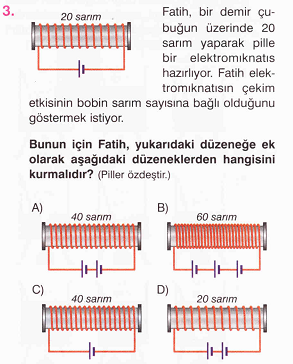 3.
20 sarım
Fatih, bir demir çu-
buğun üzerinde 20
sarım yaparak pille
bir elektromıknatıs
hazırlıyor. Fatih elek-
tromıknatısın çekim
etkisinin bobin sarım sayısına bağlı olduğunu
göstermek istiyor.
Bunun için Fatih, yukarıdaki düzeneğe ek
olarak aşağıdaki düzeneklerden hangisini
kurmalıdır? (Piller özdeştir.)
A)
40 sarım
B)
60 sarım
C)
40 sarım
D)
20 sarım